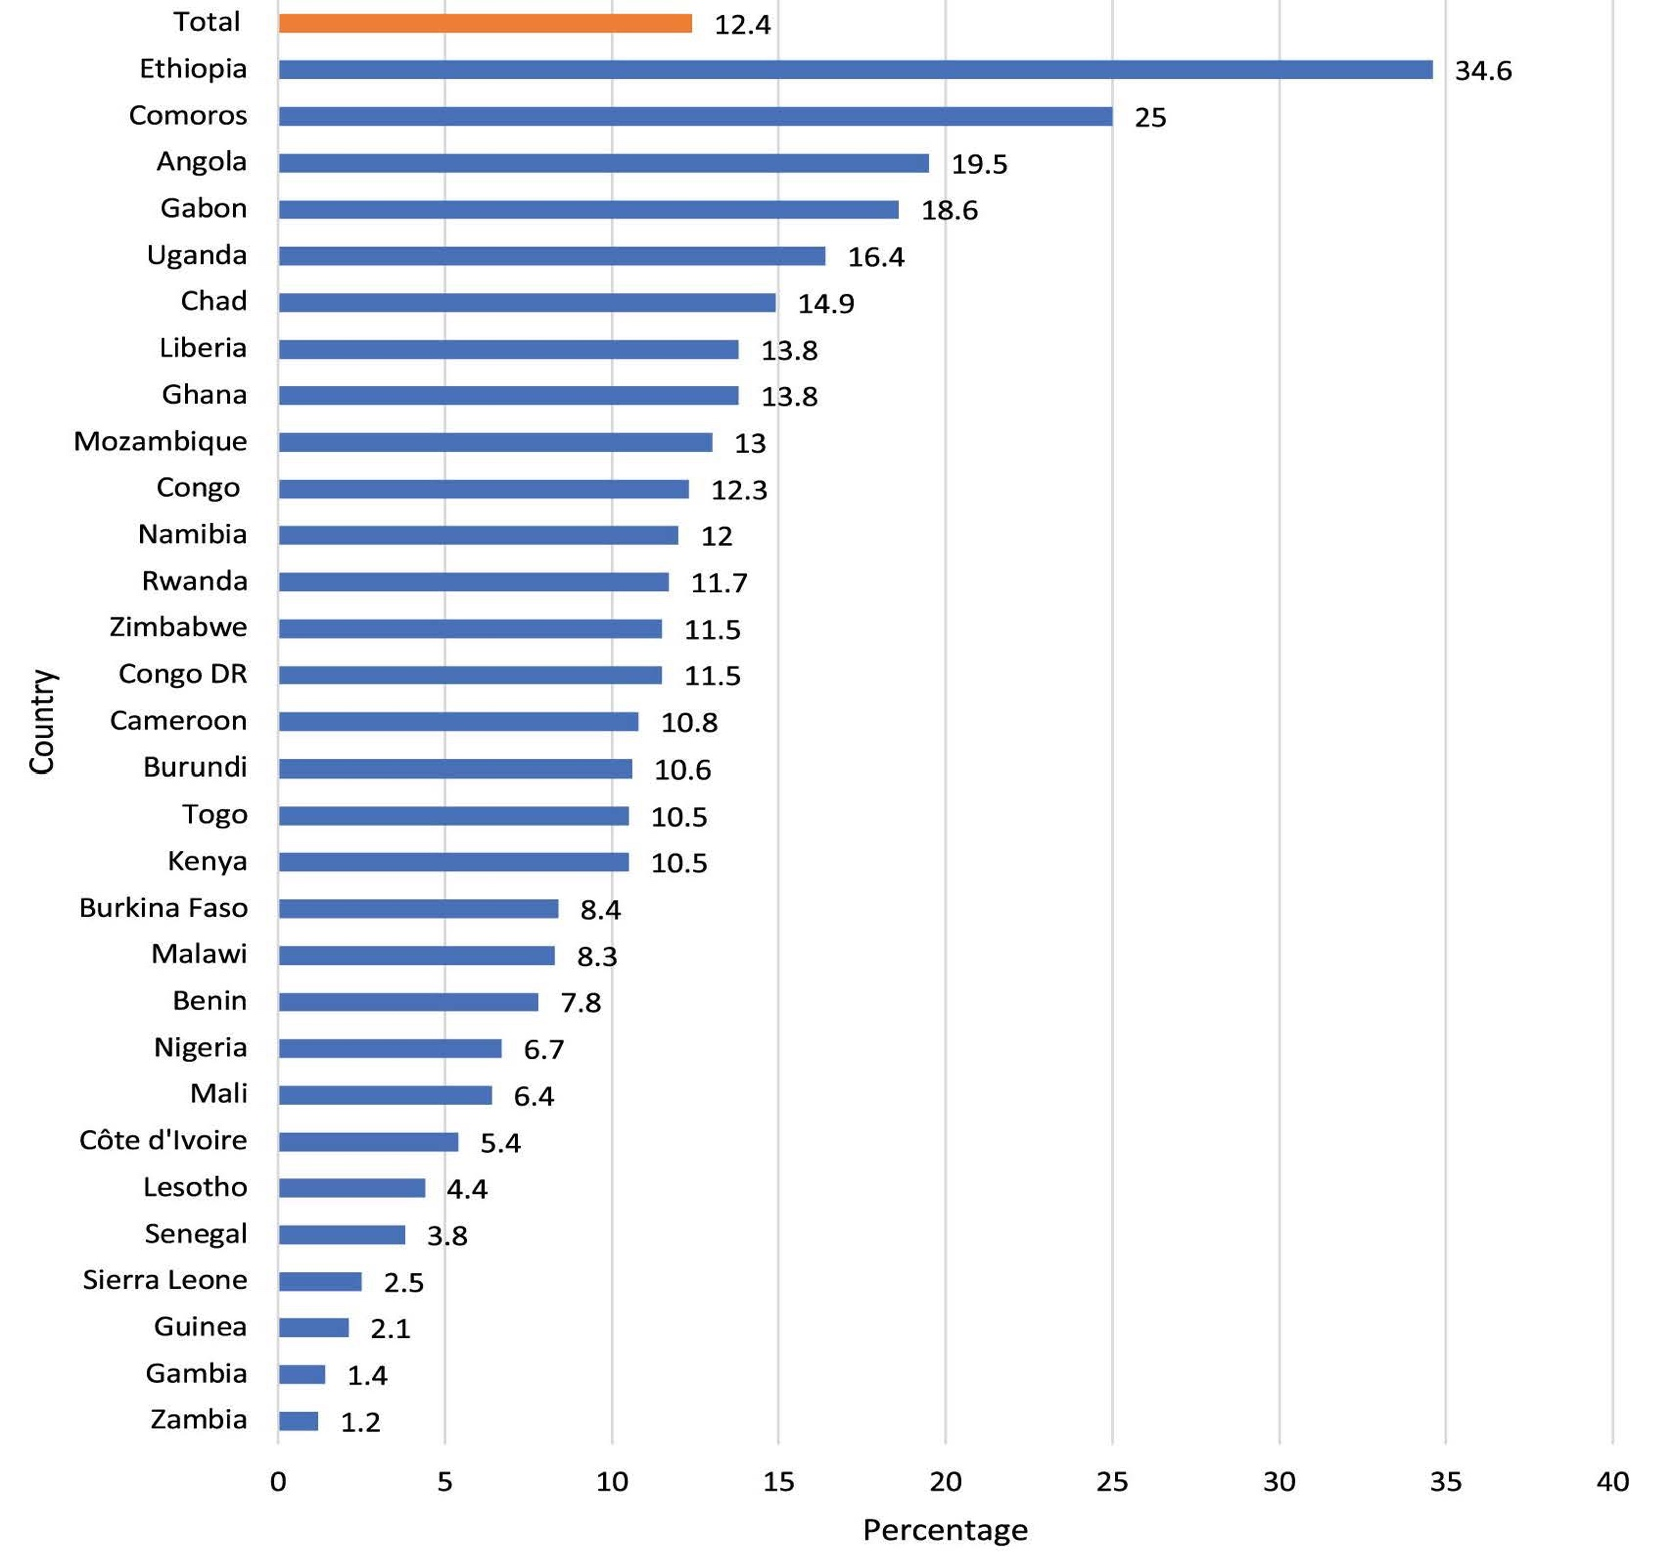 Total 12.4
Ethiopia 34.6
Comoros 25
Angola 19.5
Gabon 18.6
Uganda 16.4
Chad 14.9
Liberia 13.8
Ghana 13.8
Mozambique 13
Congo 12.3
Namibia 12
Rwanda 11.7
Zimbabwe 11.5
Congo DR 11.5
Cameroon 10.8
Burundi 10.6
Togo 10.5
Kenya 10.5
Burkina Faso 8.4
Malawi 8.3
Benin 7.8
Nigeria 6.7
Mali 6.4
Côte d'Ivoire 5.4
Lesotho 4.4
Senegal 3.8
Sierra Leone 2.5
Guinea 2.1
Gambia 1.4
Zambia 1.2
Country
0 5 10 15 20 25 30 35 40
Percentage